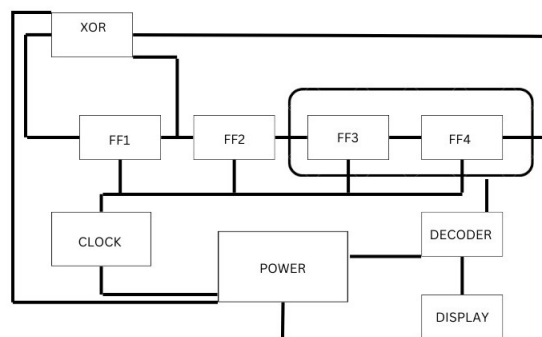 XOR
FF1
FF2
FF3
FF4
CLOCK
DECODER
POWER
DISPLAY